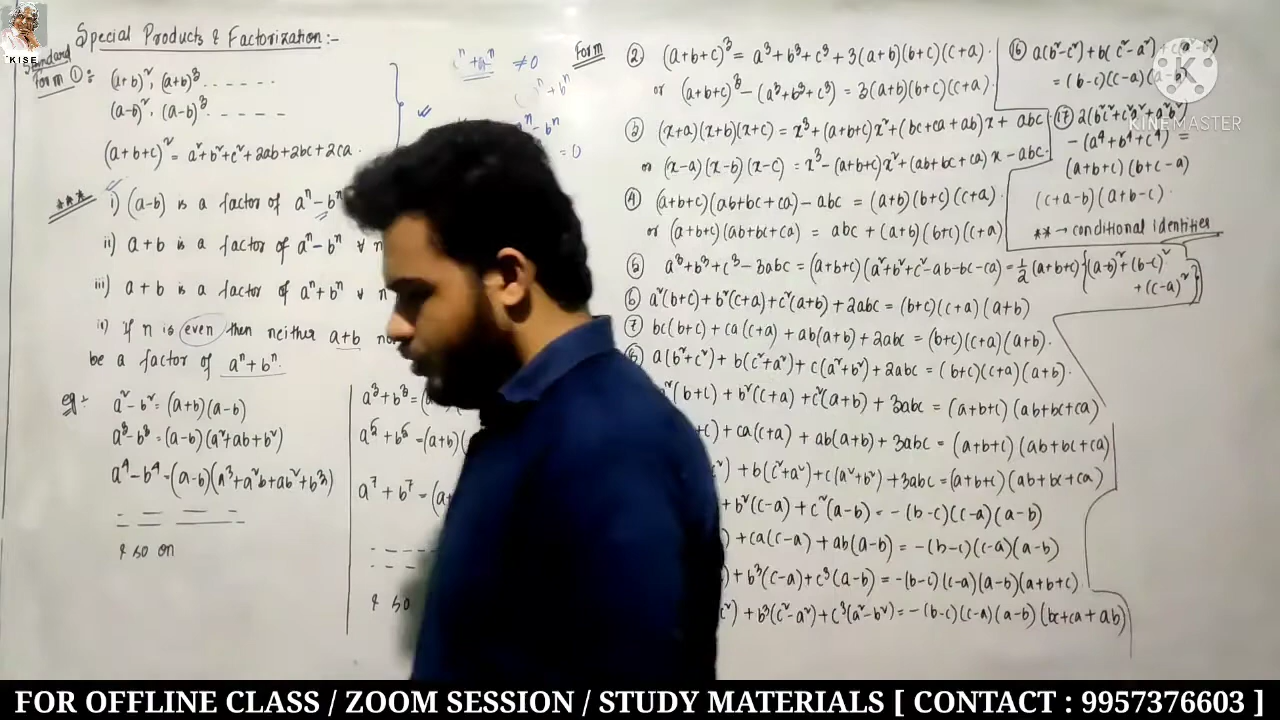 KISE
Special Products & Factorization:-
Standard
Form ①:-
(a+b)², (a+b)³ - - - - - -
(a-b)², (a-b)³ - - - - -
(a+b+c)² = a²+b²+c²+2ab+2bc+2ca.
*** i) (a-b) is a factor of aⁿ-bⁿ
ii) a+b is a factor of aⁿ-bⁿ ∀ n
iii) a+b is a factor of aⁿ+bⁿ ∀ n
iv) If n is even then neither a+b
be a factor of aⁿ+bⁿ.
eg:-
a²-b² = (a+b)(a-b)
a³-b³ = (a-b)(a²+ab+b²)
a⁴-b⁴ = (a-b)(a³+a²b+ab²+b³)
& so on
a³+b³=
a⁵+b⁵=(a+b)
a⁷+b⁷=
& so
cⁿ+aⁿ ≠0
+bⁿ
-bⁿ
=0
Form
② (a+b+c)³ = a³+b³+c³+3(a+b)(b+c)(c+a).
or (a+b+c)³-(a³+b³+c³) = 3(a+b)(b+c)(c+a).
③ (x+a)(x+b)(x+c) = x³+(a+b+c)x²+(bc+ca+ab)x+abc
or (x-a)(x-b)(x-c) = x³-(a+b+c)x²+(ab+bc+ca)x-abc.
④ (a+b+c)(ab+bc+ca)-abc = (a+b)(b+c)(c+a).
or (a+b+c)(ab+bc+ca) = abc+(a+b)(b+c)(c+a)
⑤ a³+b³+c³-3abc = (a+b+c)(a²+b²+c²-ab-bc-ca) = ½(a+b+c){(a-b)²+(b-c)²
+(c-a)²}
⑥ a²(b+c)+b²(c+a)+c²(a+b)+2abc = (b+c)(c+a)(a+b)
⑦ bc(b+c)+ca(c+a)+ab(a+b)+2abc = (b+c)(c+a)(a+b).
⑧ a(b²+c²)+b(c²+a²)+c(a²+b²)+2abc = (b+c)(c+a)(a+b).
(b+c)+b²(c+a)+c²(a+b)+3abc = (a+b+c)(ab+bc+ca)
+c)+ca(c+a)+ab(a+b)+3abc = (a+b+c)(ab+bc+ca)
²)+b(c²+a²)+c(a²+b²)+3abc = (a+b+c)(ab+bc+ca)
+b²(c-a)+c²(a-b) = -(b-c)(c-a)(a-b)
)+ca(c-a)+ab(a-b) = -(b-c)(c-a)(a-b)
)+b³(c-a)+c³(a-b) = -(b-c)(c-a)(a-b)(a+b+c)
c²)+b³(c²-a²)+c³(a²-b²) = -(b-c)(c-a)(a-b)(bc+ca+ab)
⑯ a(b²-c²)+b(c²-a²)+c(a²-b²)
=(b-c)(c-a)(a-b)
⑰ 2(b²c²+c²a²+a²b²)
-(a⁴+b⁴+c⁴) =
(a+b+c)(b+c-a)
(c+a-b)(a+b-c).
** → conditional Identities
KINEMASTER
FOR OFFLINE CLASS / ZOOM SESSION / STUDY MATERIALS [ CONTACT : 9957376603 ]